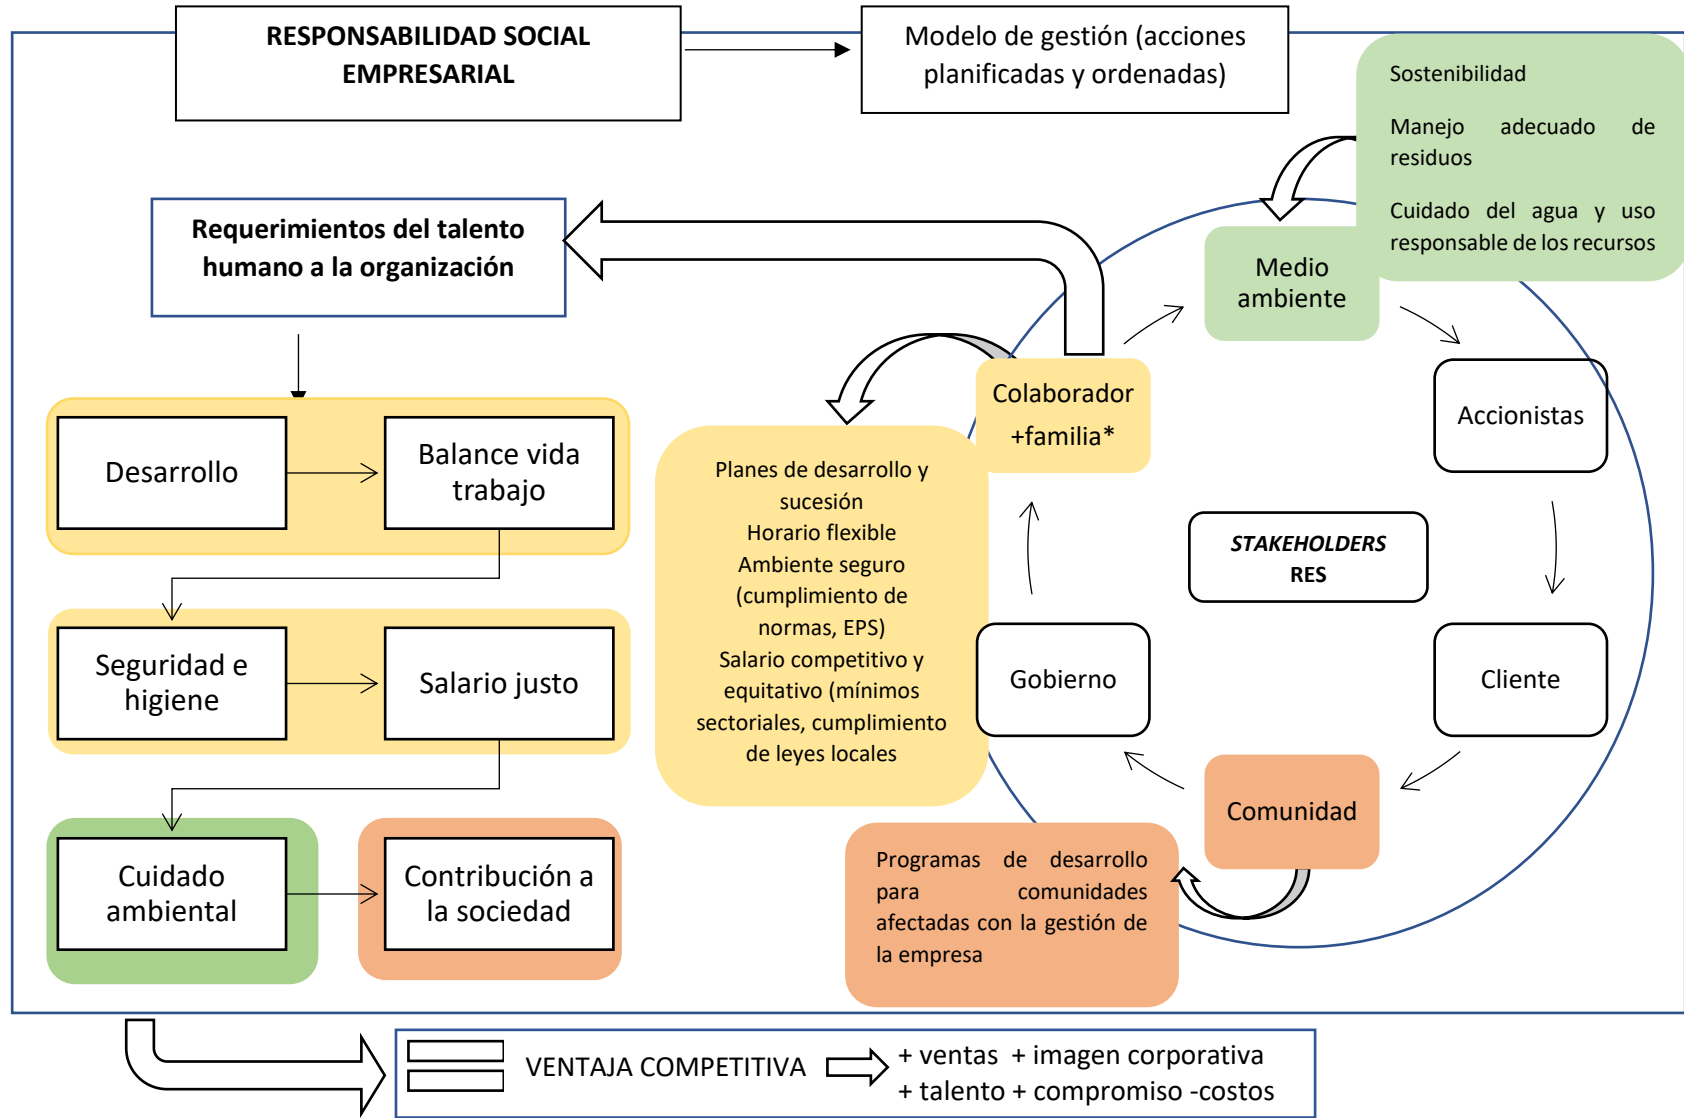 RESPONSABILIDAD SOCIAL
EMPRESARIAL
Modelo de gestión (acciones
planificadas y ordenadas)
Sostenibilidad
Manejo adecuado de
residuos
Cuidado del agua y uso
responsable de los recursos
Requerimientos del talento
humano a la organización
Medio
ambiente
Colaborador
+familia*
Accionistas
Desarrollo
Balance vida
trabajo
Planes de desarrollo y
sucesión
Horario flexible
Ambiente seguro
(cumplimiento de
normas, EPS)
Salario competitivo y
equitativo (mínimos
sectoriales, cumplimiento
de leyes locales
STAKEHOLDERS
RES
Seguridad e
higiene
Salario justo
Gobierno
Cliente
Comunidad
Cuidado
ambiental
Contribución a
la sociedad
Programas de desarrollo
para comunidades
afectadas con la gestión de
la empresa
VENTAJA COMPETITIVA
+ ventas + imagen corporativa
+ talento + compromiso -costos